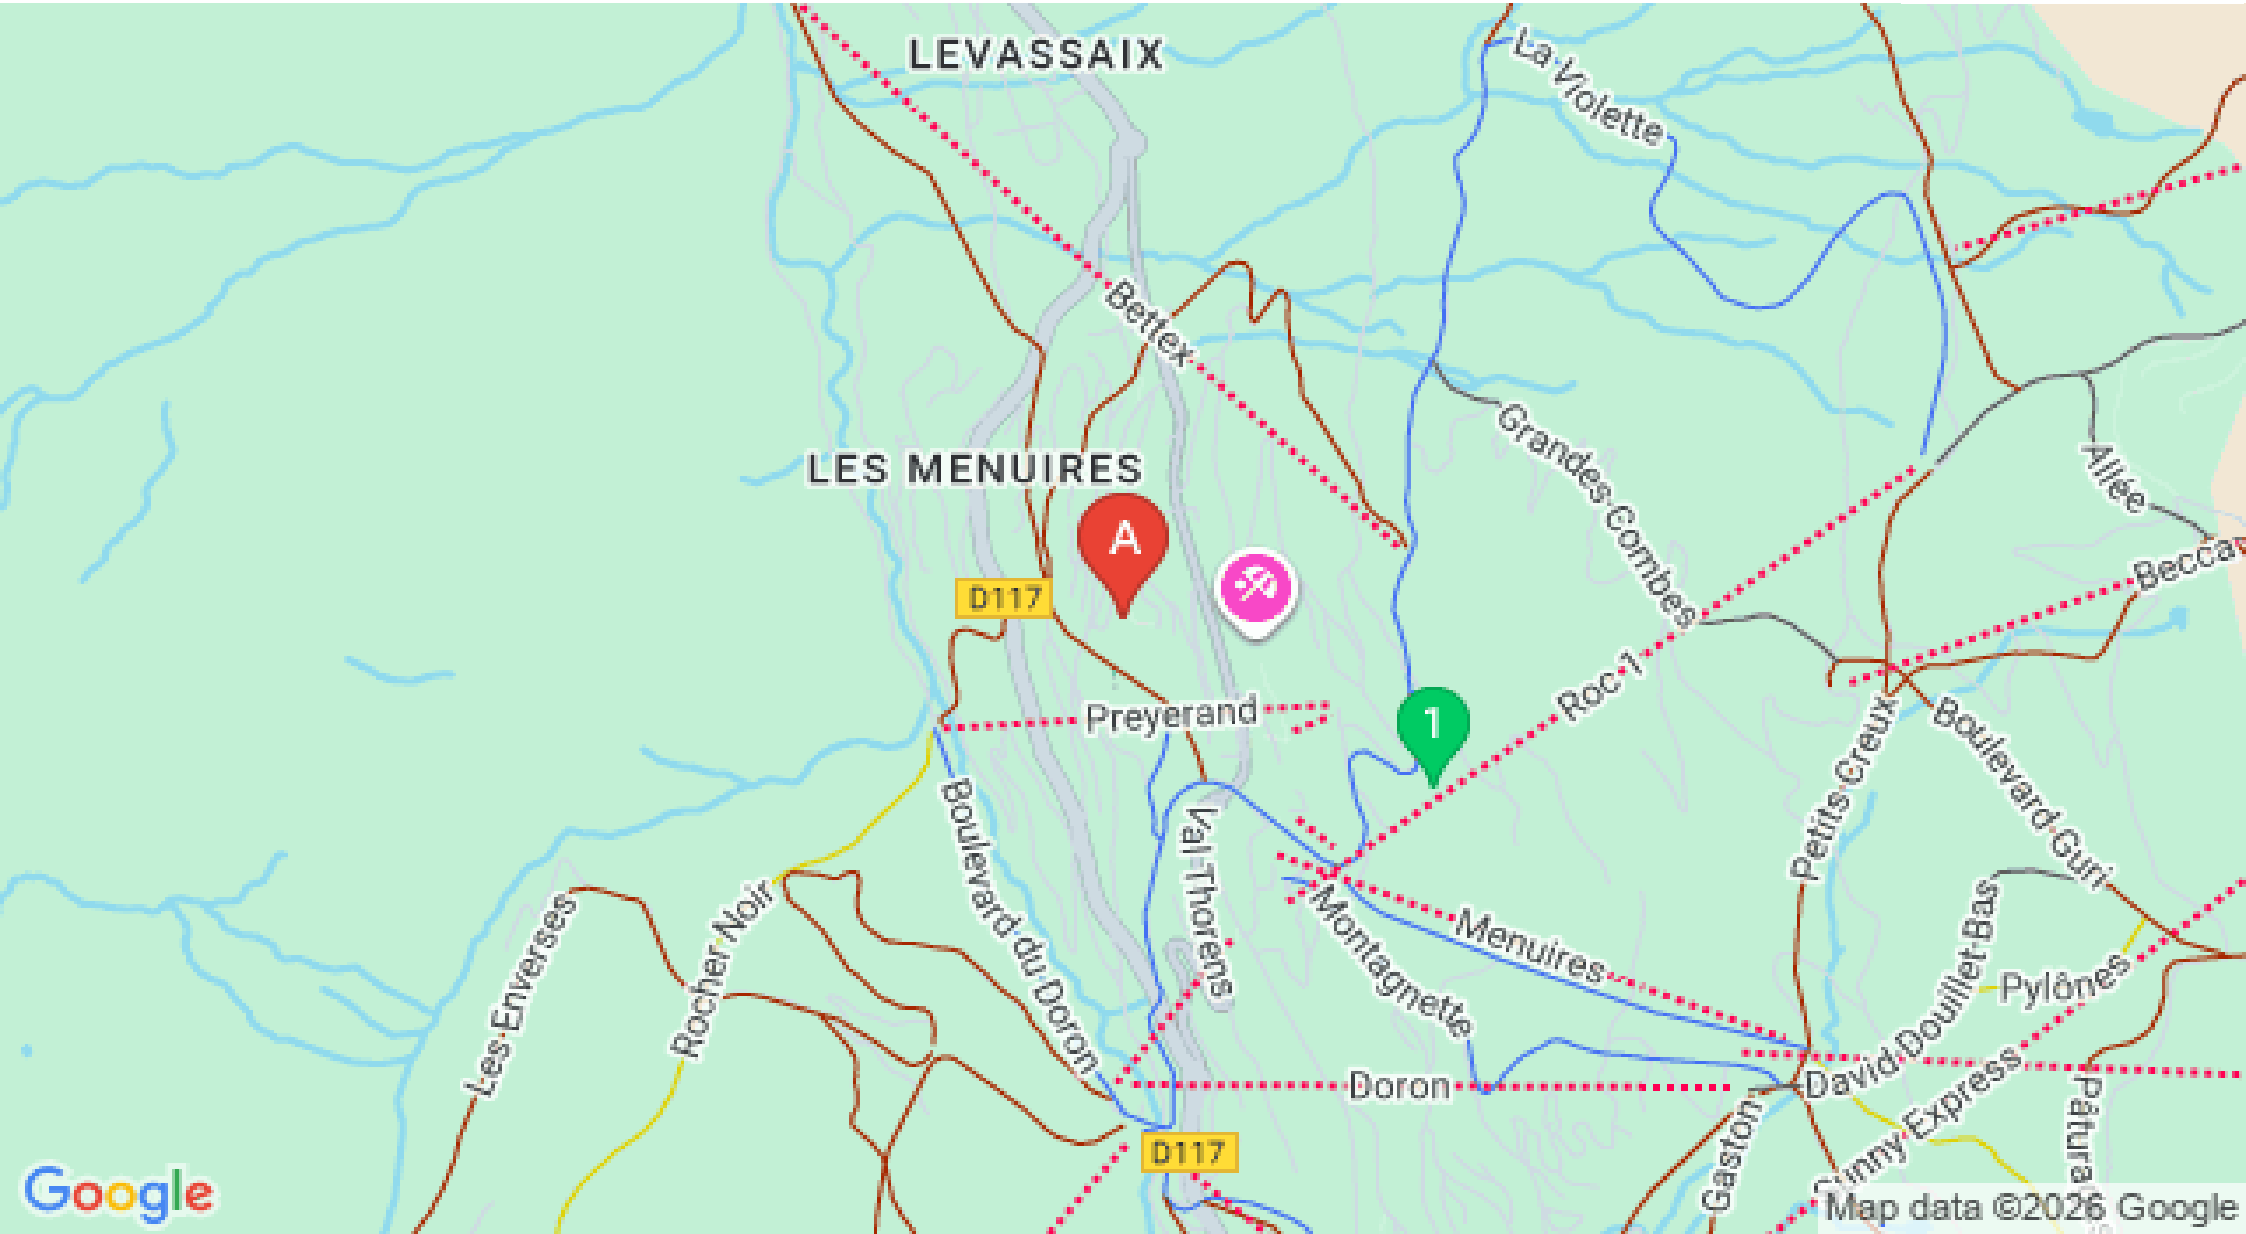 LEVASSAIX
La Violette
Bettex
Grandes Combes
LES MENUIRES
Allée
A
Becca
D117
Roc 1
Preyerand
1
Petits Creux
Boulevard Guri
Boulevard du Doron
Val Thorens
Rocher Noir
Les Enverses
Montagnette
Menuires
David Douillet Bas
Pylônes
Doron
Gaston
Sunny Express
D117
Google
Map data ©2026 Google